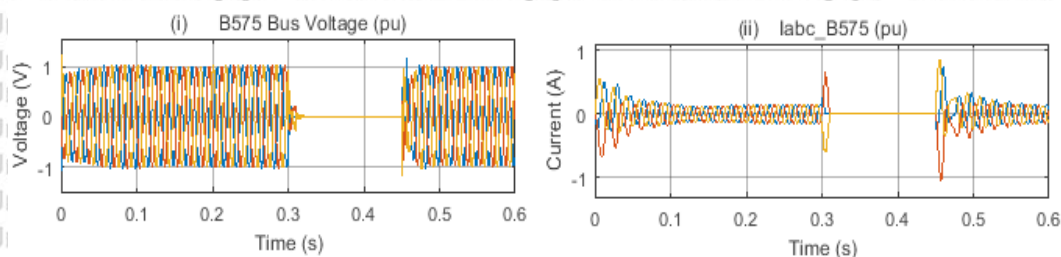 (i) B575 Bus Voltage (pu)
Voltage (V)
1
0
-1
0 0.1 0.2 0.3 0.4 0.5 0.6
Time (s)
(ii) Iabc_B575 (pu)
Current (A)
1
0
-1
0 0.1 0.2 0.3 0.4 0.5 0.6
Time (s)